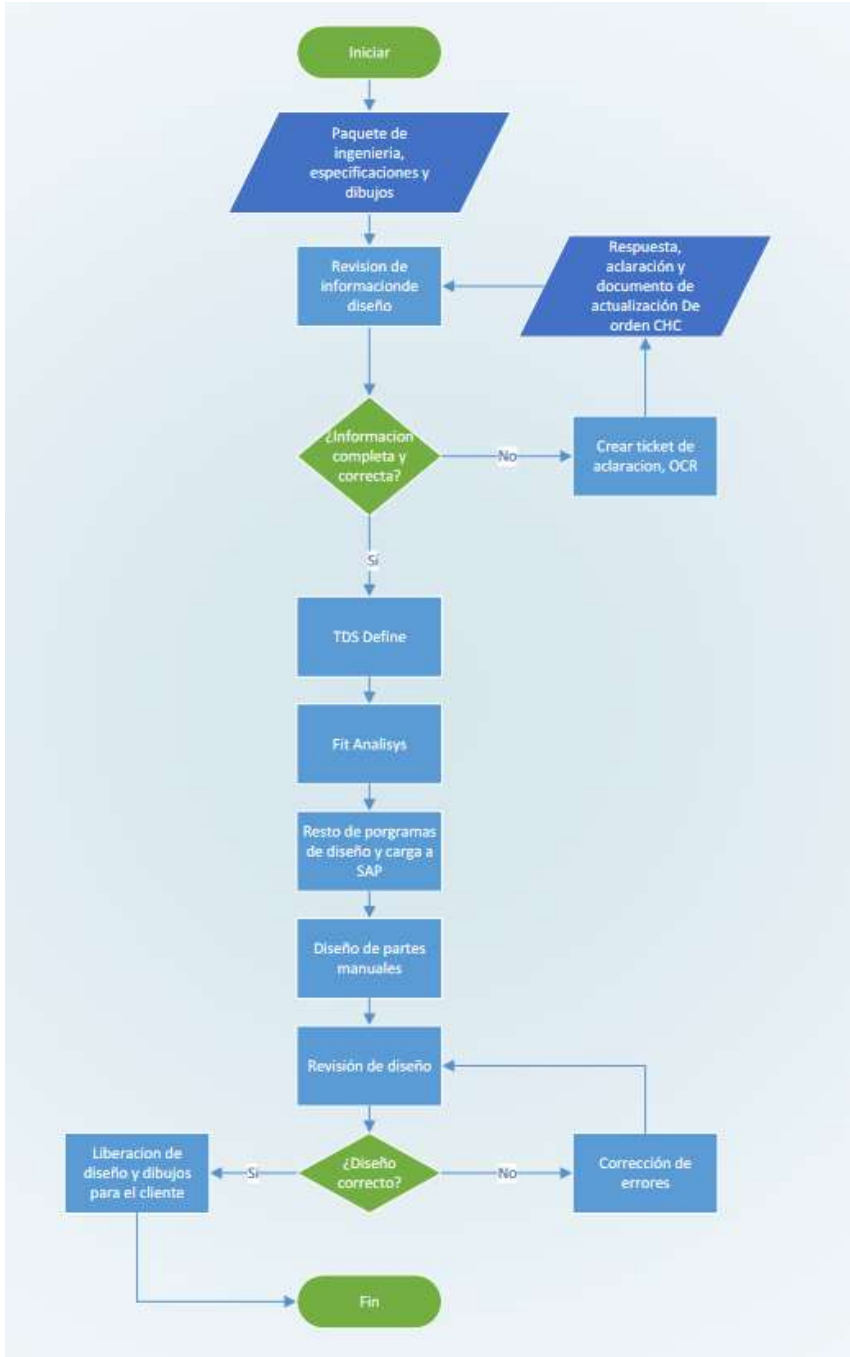 Iniciar
Paquete de
ingenieria,
especificaciones y
dibujos
Revision de
informacionde
diseño
Respuesta,
aclaración y
documento de
actualización De
orden CHC
¿Informacion
completa y
correcta?
No
Crear ticket de
aclaracion, OCR
Sí
TDS Define
Fit Analisys
Resto de porgramas
de diseño y carga a
SAP
Diseño de partes
manuales
Revisión de diseño
Liberacion de
diseño y dibujos
para el cliente
Sí
¿Diseño
correcto?
No
Corrección de
errores
Fin